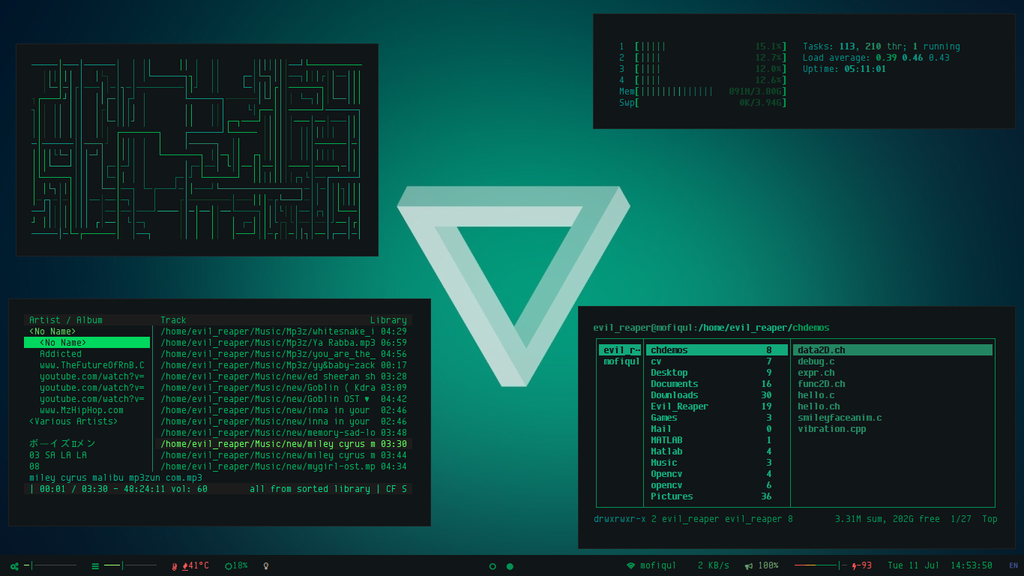 1 [||||| 15.1%]
2 [|||| 12.7%]
3 [|||| 12.0%]
4 [|||| 12.6%]
Mem[|||||||||||||| 891M/3.80G]
Swp[ 0K/3.94G]
Tasks: 113, 210 thr; 1 running
Load average: 0.39 0.46 0.43
Uptime: 05:11:01
Artist / Album
<No Name>
<No Name>
Addicted
www.TheFutureOfRnB.C
youtube.com/watch?v=
youtube.com/watch?v=
youtube.com/watch?v=
www.MzHipHop.com
<Various Artists>
ボーイズⅡメン
03 SA LA LA
08
Track Library
/home/evil_reaper/Music/Mp3z/whitesnake_i 04:29
/home/evil_reaper/Music/Mp3z/Ya Rabba.mp3 06:59
/home/evil_reaper/Music/Mp3z/you_are_the_ 04:56
/home/evil_reaper/Music/Mp3z/yy&baby-zack 00:17
/home/evil_reaper/Music/new/ed sheeran sh 03:28
/home/evil_reaper/Music/new/Goblin ( Kdra 03:09
/home/evil_reaper/Music/new/Goblin OST ▼ 04:42
/home/evil_reaper/Music/new/inna in your 02:46
/home/evil_reaper/Music/new/inna in your 02:46
/home/evil_reaper/Music/new/memory-sad-lo 03:48
/home/evil_reaper/Music/new/miley cyrus m 03:30
/home/evil_reaper/Music/new/miley cyrus m 03:44
/home/evil_reaper/Music/new/mygirl-ost.mp 04:34
miley cyrus malibu mp3zun com.mp3
| 00:01 / 03:30 - 48:24:11 vol: 60 all from sorted library | CF S
evil_reaper@mofiqul:/home/evil_reaper/chdemos
evil_r~
mofiqul
chdemos 8
cv 7
Desktop 9
Documents 16
Downloads 30
Evil_Reaper 19
Games 3
Mail 0
MATLAB 1
Matlab 4
Music 3
Opencv 4
opencv 6
Pictures 36
data2D.ch
debug.c
expr.ch
func2D.ch
hello.c
hello.ch
smileyfaceanim.c
vibration.cpp
drwxrwxr-x 2 evil_reaper evil_reaper 8 3.31M sum, 202G free 1/27 Top
41°C 18% mofiqul 2 KB/s 100% -93 Tue 11 Jul 14:53:50 EN